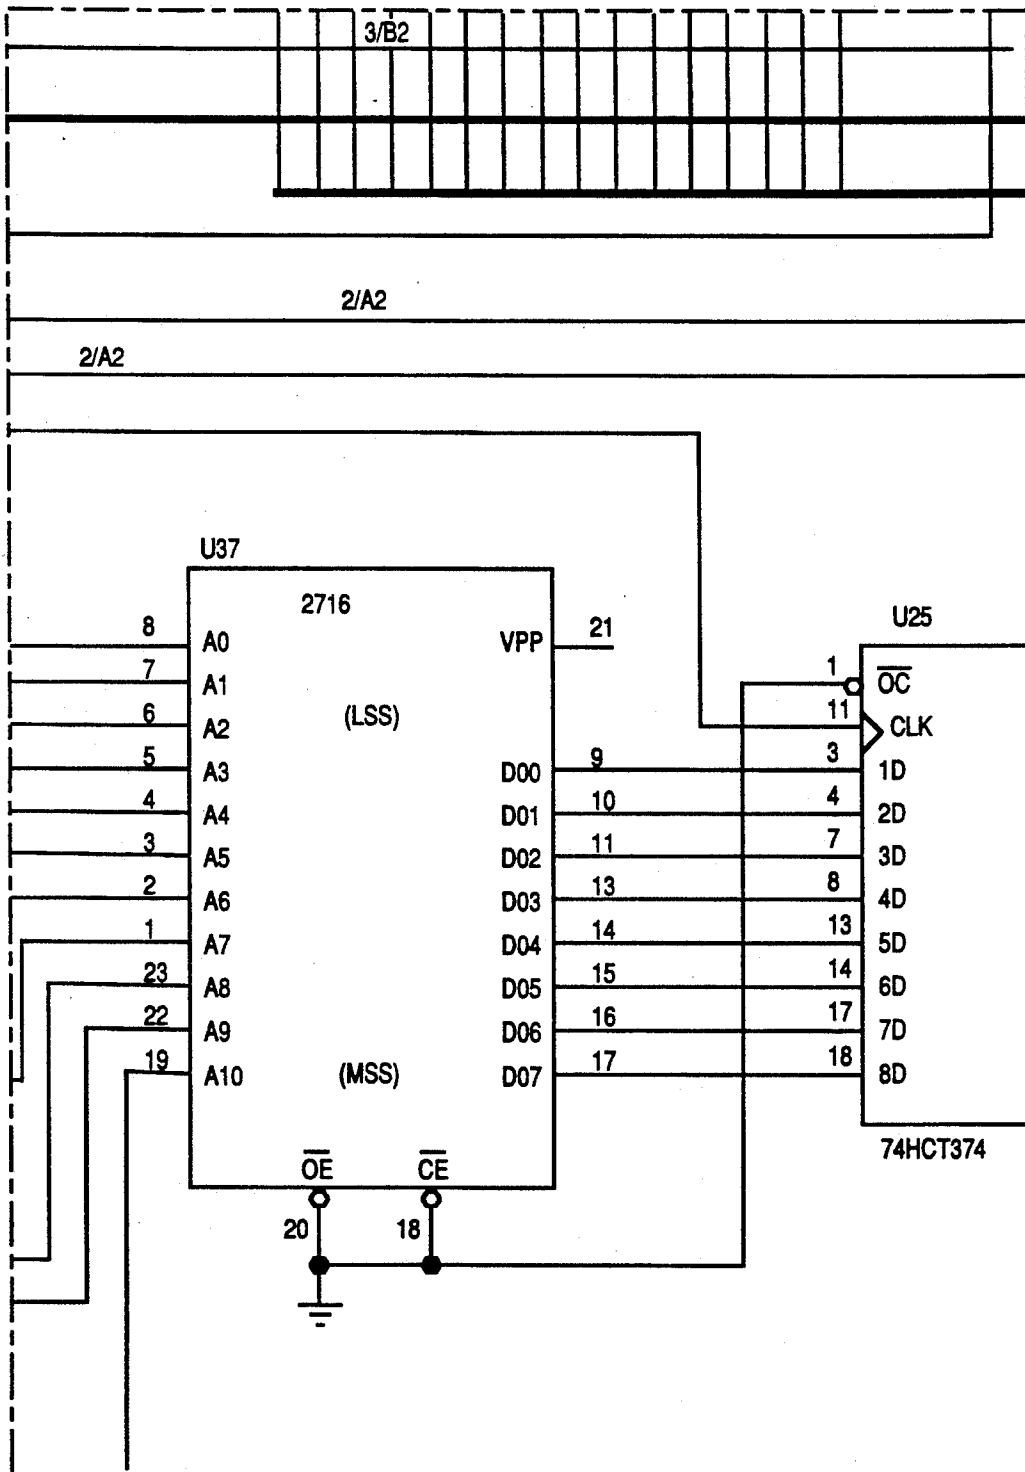 3/B2
2/A2
2/A2
U37
2716
U25
8 A0 VPP 21
7 A1 1 OC
6 A2 (LSS) 11 CLK
5 A3 D00 9 3 1D
4 A4 D01 10 4 2D
3 A5 D02 11 7 3D
2 A6 D03 13 8 4D
1 A7 D04 14 13 5D
23 A8 D05 15 14 6D
22 A9 D06 16 17 7D
19 A10 (MSS) D07 17 18 8D
74HCT374
OE CE
20 18